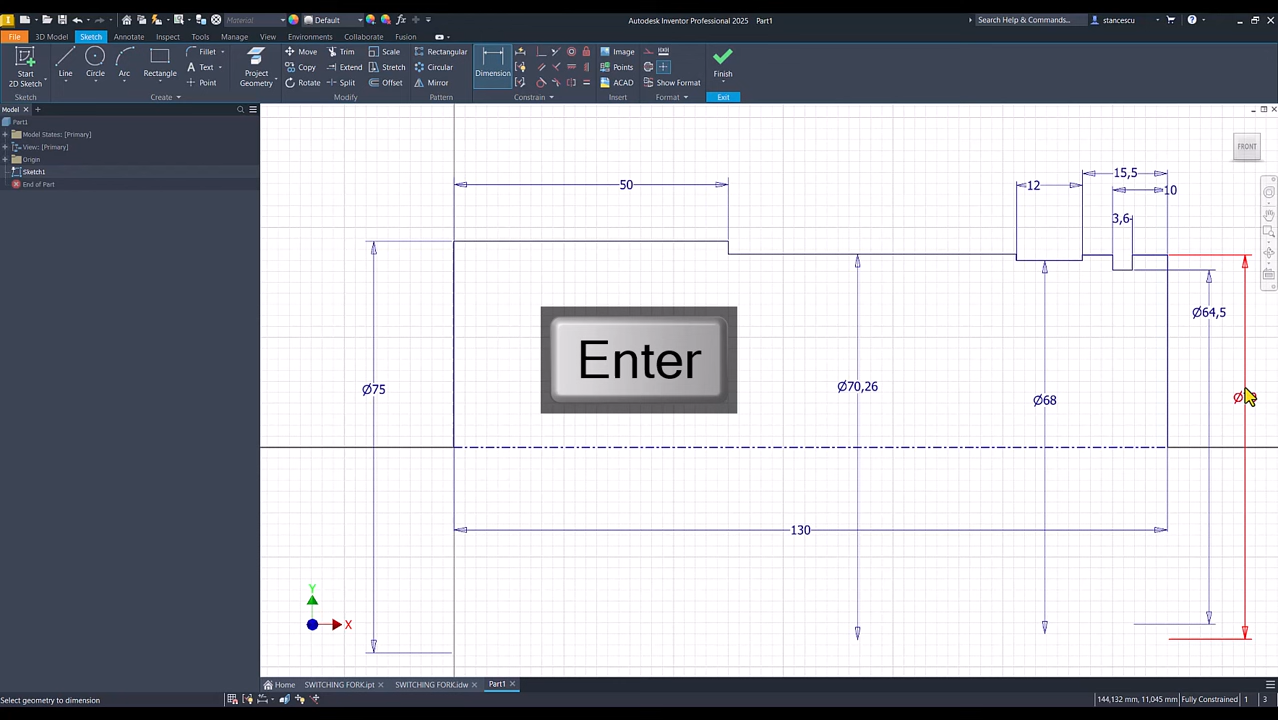 Material
Default
Autodesk Inventor Professional 2025 Part1
Search Help & Commands...
stancescu
File
3D Model
Sketch
Annotate
Inspect
Tools
Manage
View
Environments
Collaborate
Fusion
Start
2D Sketch
Line
Circle
Arc
Rectangle
Fillet
Text
Point
Project
Geometry
Move
Copy
Rotate
Trim
Extend
Split
Scale
Stretch
Offset
Rectangular
Circular
Mirror
Dimension
Image
Points
ACAD
Show Format
Finish
Sketch
Create
Modify
Pattern
Constrain
Insert
Format
Exit
Model
Part1
Model States: [Primary]
View: [Primary]
Origin
Sketch1
End of Part
FRONT
50
12
15,5
10
3,6
Ø64,5
Enter
Ø75
Ø70,26
Ø68
130
Y
X
Home
SWITCHING FORK.ipt
SWITCHING FORK.idw
Part1
Select geometry to dimension
144,132 mm, 11,045 mm
Fully Constrained
1
3